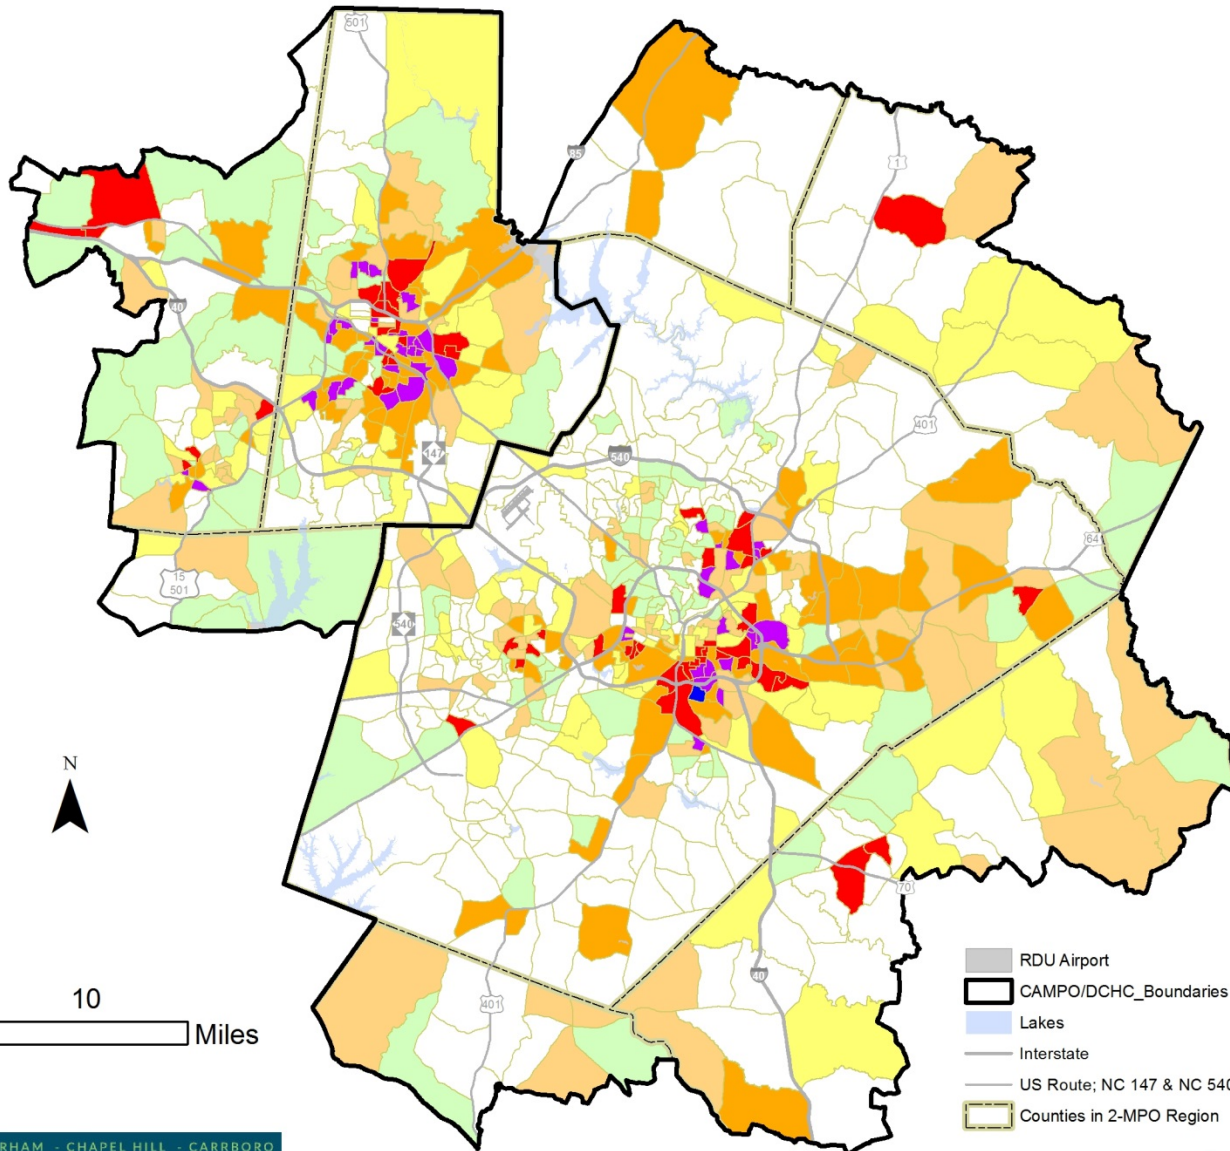 501
85
1
40
147
401
540
64
15
501
540
N
70
10
Miles
40
401
RDU Airport
CAMPO/DCHC_Boundaries
Lakes
Interstate
US Route; NC 147 & NC 540
Counties in 2-MPO Region
RHAM - CHAPEL HILL - CARRBORO